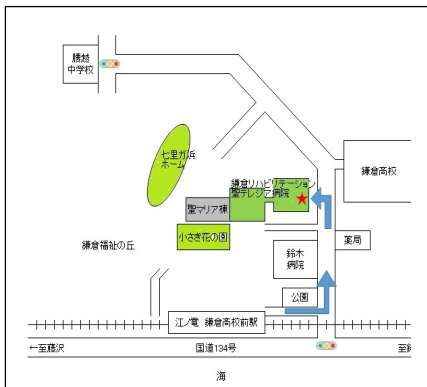 腰越
中学校
七里ガ浜
ホーム
鎌倉リハビリテーション
聖テレジア病院
鎌倉高校
聖マリア棟
小さき花の園
鎌倉福祉の丘
薬局
鈴木
病院
公園
江ノ電 鎌倉高校前駅
←至藤沢
国道134号
至鎌
海